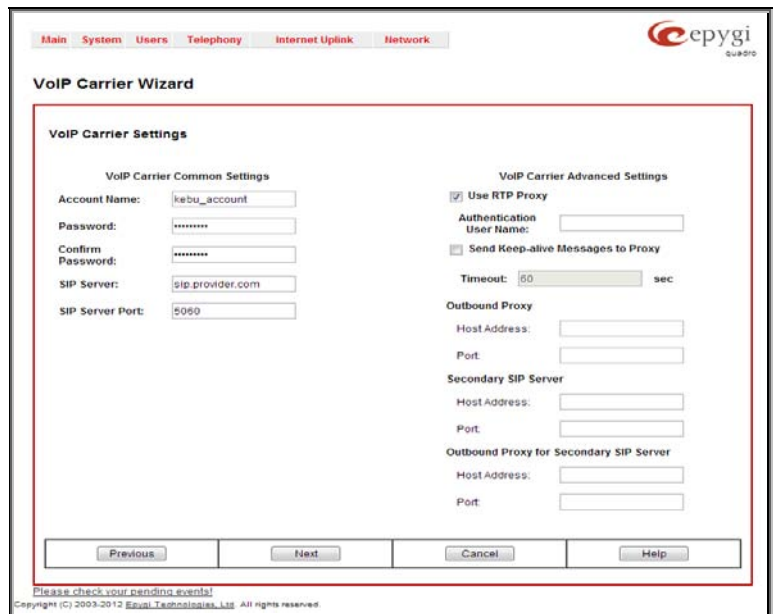 Main System Users Telephony Internet Uplink Network
epygi
quadro
VoIP Carrier Wizard
VoIP Carrier Settings
VoIP Carrier Common Settings
Account Name: kebu_account
Password: •••••••••
Confirm Password: •••••••••
SIP Server: sip.provider.com
SIP Server Port: 5060
VoIP Carrier Advanced Settings
Use RTP Proxy
Authentication User Name:
Send Keep-alive Messages to Proxy
Timeout: 60 sec
Outbound Proxy
Host Address:
Port:
Secondary SIP Server
Host Address:
Port:
Outbound Proxy for Secondary SIP Server
Host Address:
Port:
Previous Next Cancel Help
Please check your pending events!
Copyright (C) 2003-2012 Epygi Technologies, Ltd. All rights reserved.